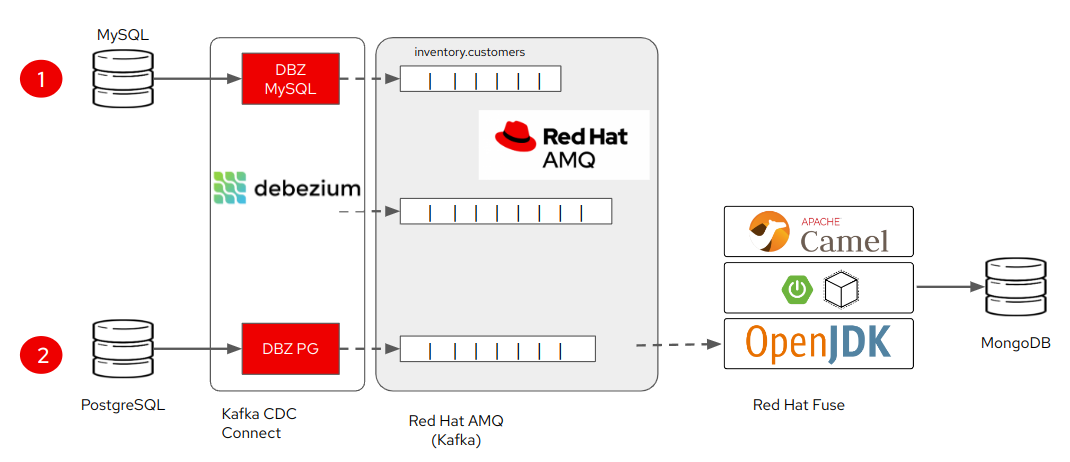 MySQL
inventory.customers
1
DBZ
MySQL
Red Hat
AMQ
debezium
APACHE
Camel
2
DBZ PG
OpenJDK
MongoDB
PostgreSQL
Kafka CDC
Connect
Red Hat AMQ
(Kafka)
Red Hat Fuse